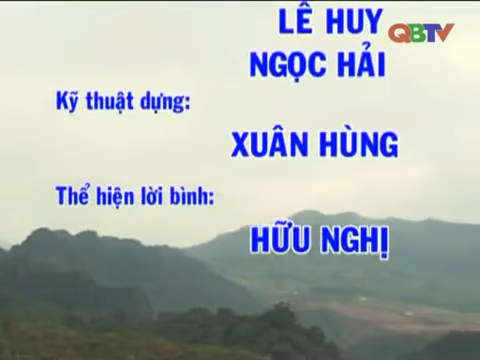 LÊ HUY
QBTV
NGỌC HẢI
Kỹ thuật dựng:
XUÂN HÙNG
Thể hiện lời bình:
HỮU NGHỊ